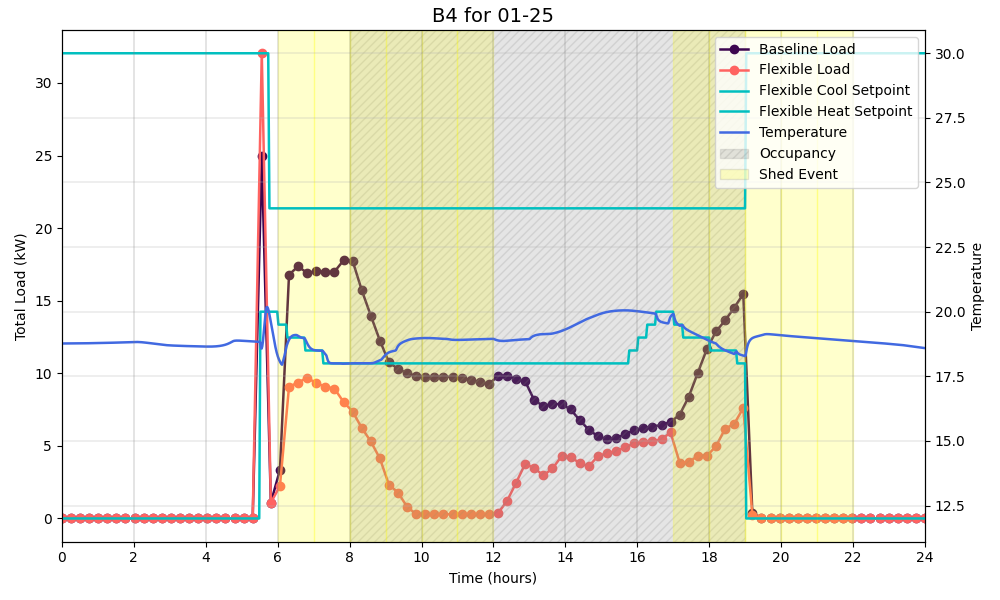 B4 for 01-25
Total Load (kW)
0
5
10
15
20
25
30
0 2 4 6 8 10 12 14 16 18 20 22 24
Time (hours)
12.5
15.0
17.5
20.0
22.5
25.0
27.5
30.0
Temperature
Baseline Load
Flexible Load
Flexible Cool Setpoint
Flexible Heat Setpoint
Temperature
Occupancy
Shed Event